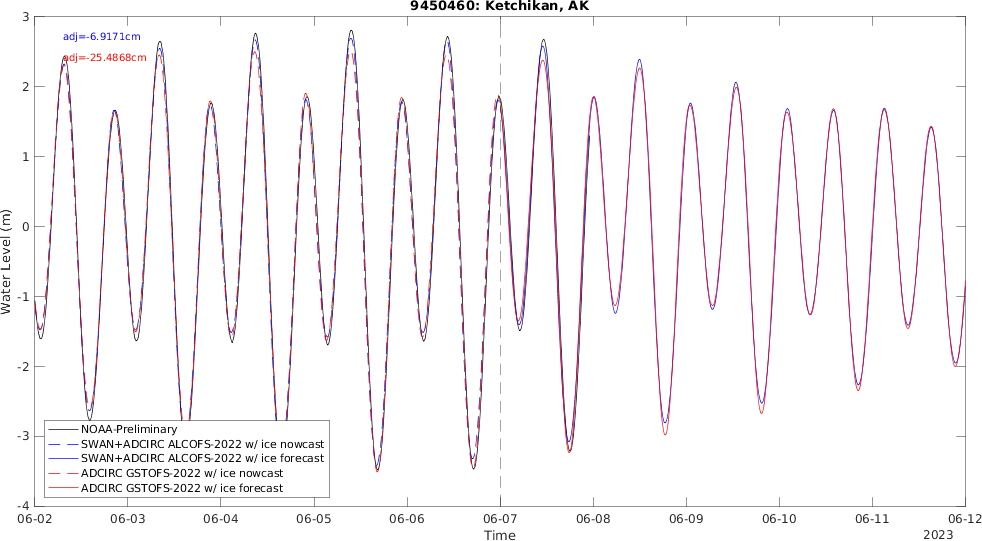 9450460: Ketchikan, AK
adj=-6.9171cm
adj=-25.4868cm
3
2
1
0
-1
-2
-3
-4
Water Level (m)
NOAA-Preliminary
SWAN+ADCIRC ALCOFS-2022 w/ ice nowcast
SWAN+ADCIRC ALCOFS-2022 w/ ice forecast
ADCIRC GSTOFS-2022 w/ ice nowcast
ADCIRC GSTOFS-2022 w/ ice forecast
06-02 06-03 06-04 06-05 06-06 06-07 06-08 06-09 06-10 06-11 06-12
Time
2023